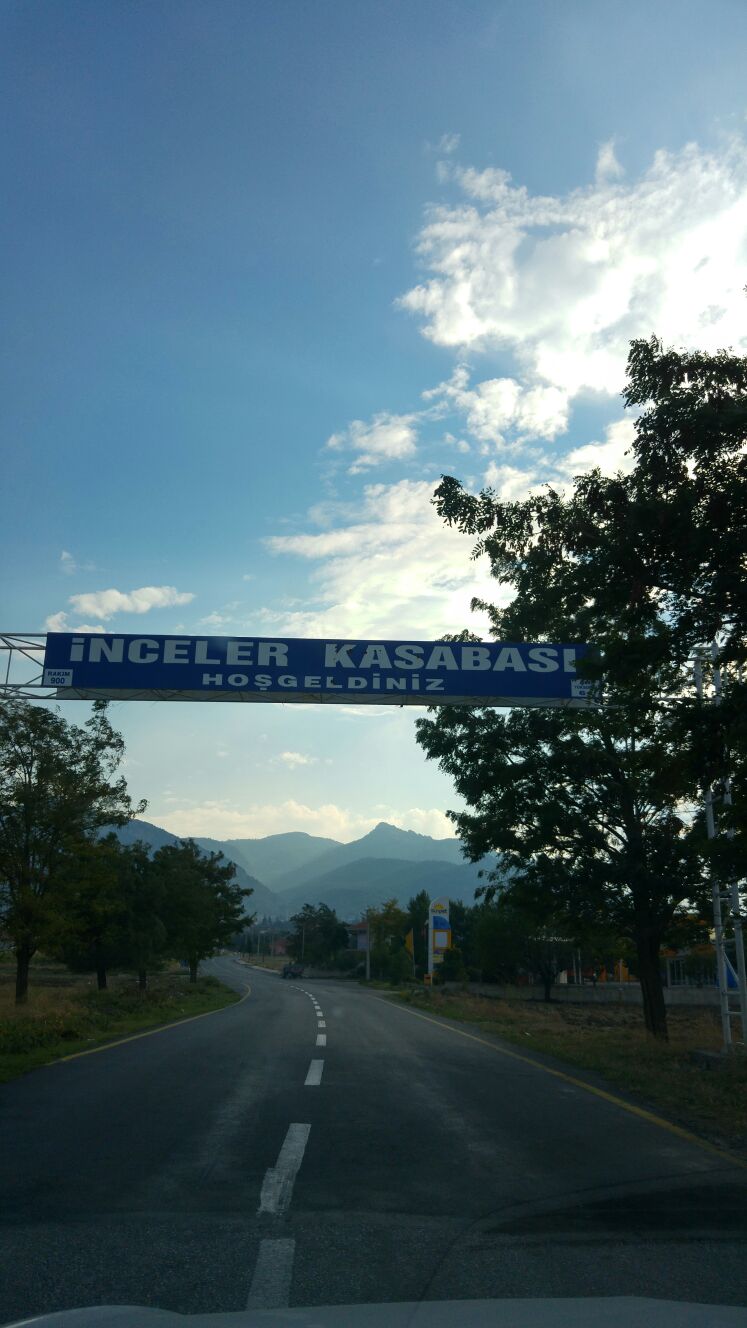 İNCELER KASABASI
HOŞGELDİNİZ
RAKIM
900